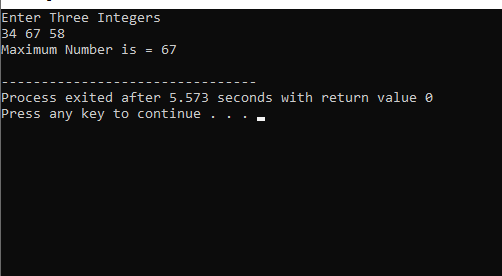 Enter Three Integers
34 67 58
Maximum Number is = 67
--------------------------------
Process exited after 5.573 seconds with return value 0
Press any key to continue . . .